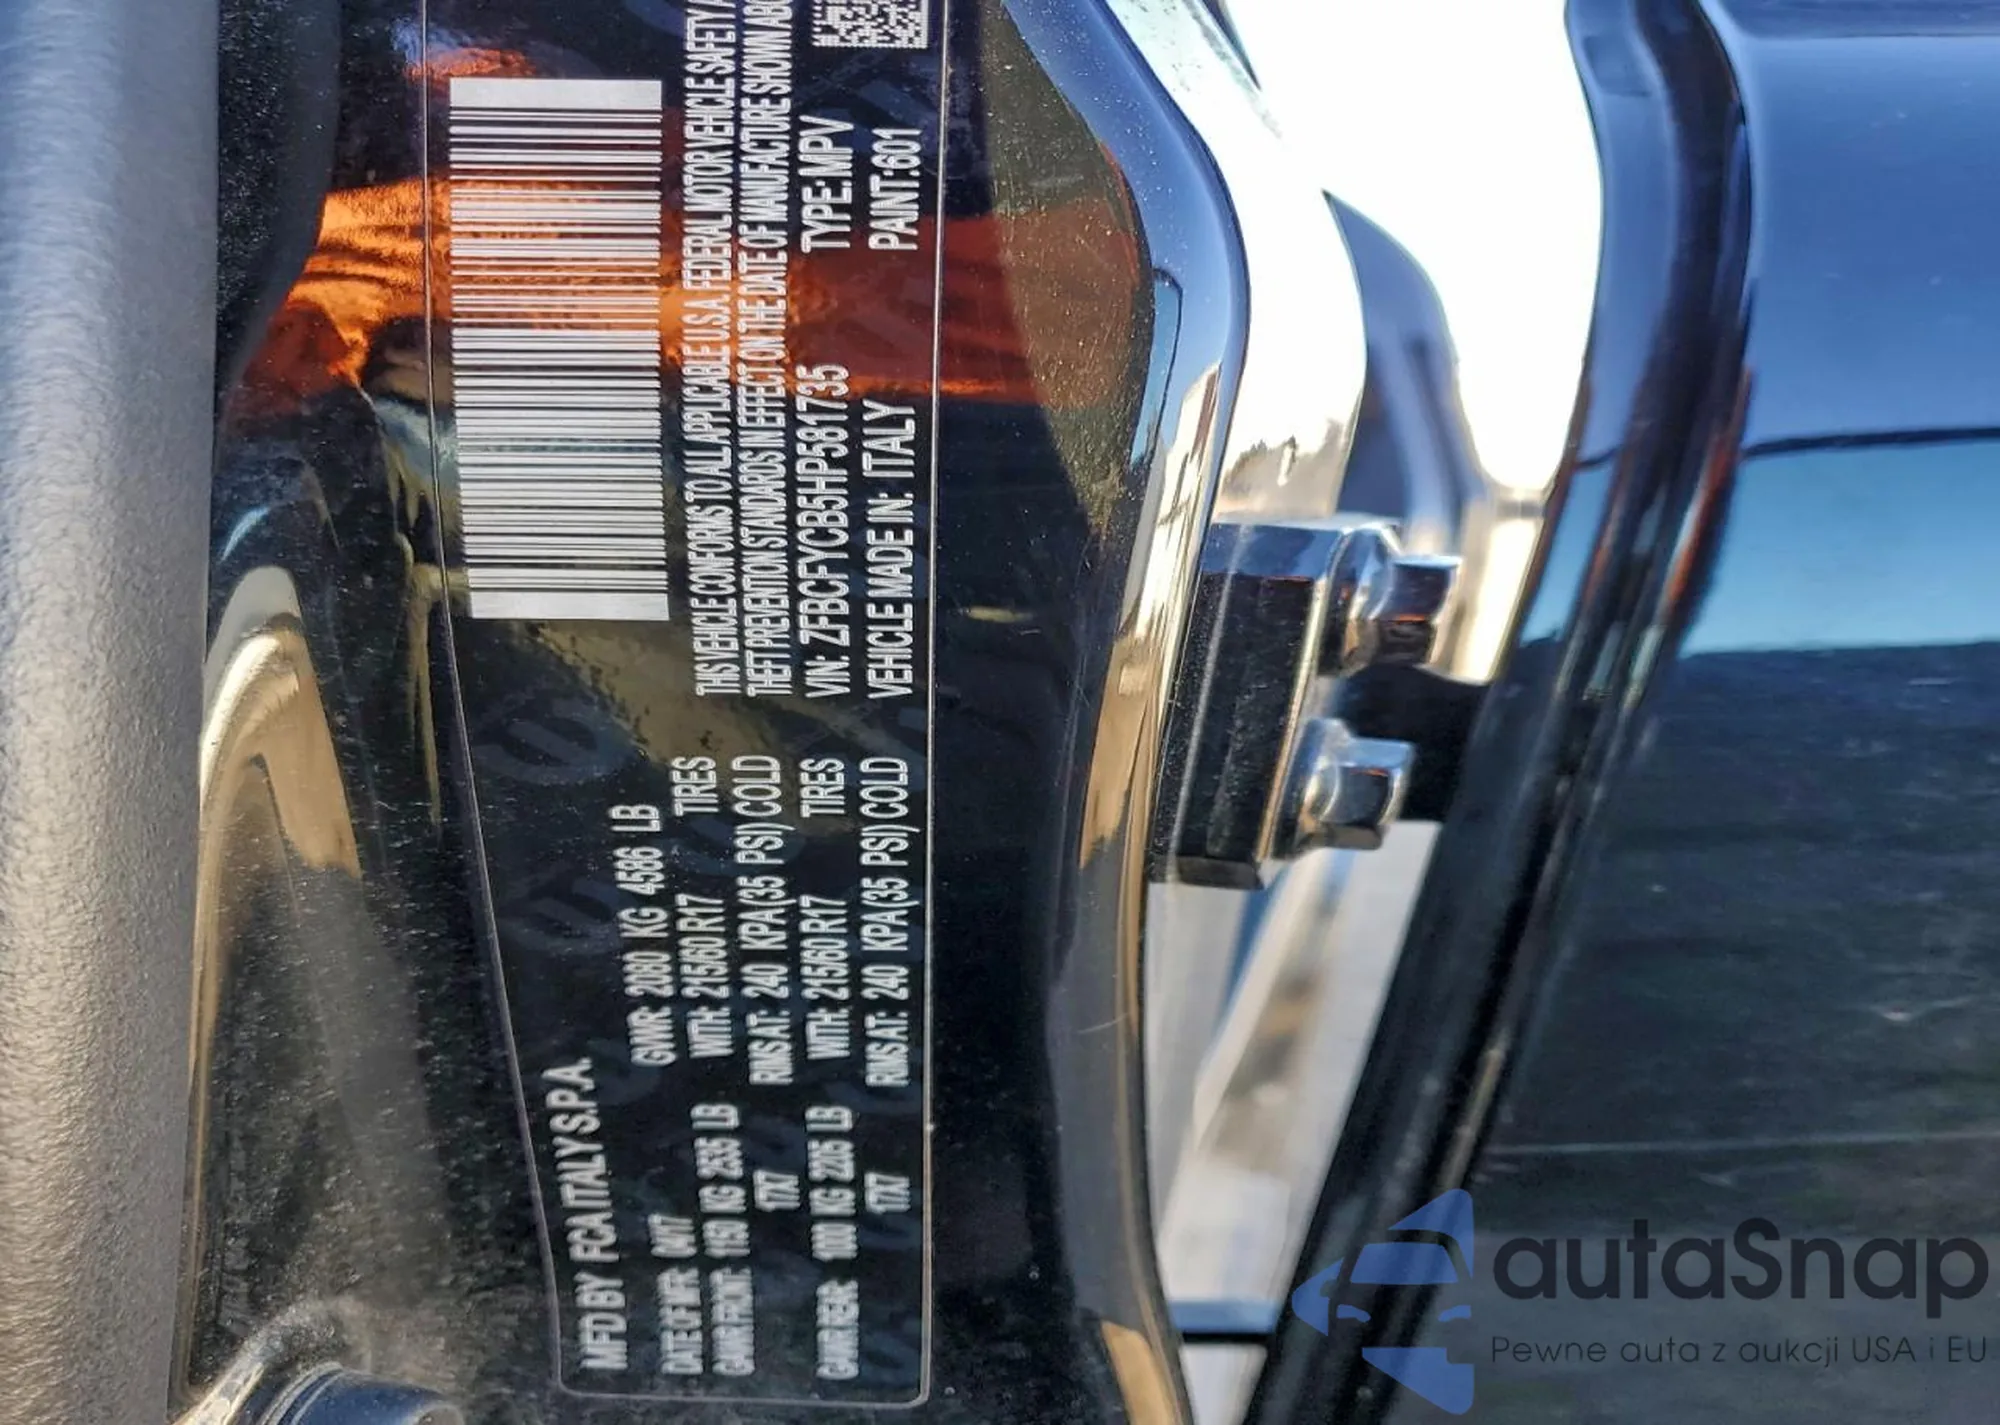 MFD BY FCA ITALY S.P.A.
DATE OF MFR: 04/17 GVWR: 2080 KG 4586 LB
GAWR FRONT: 1150 KG 2535 LB WITH: 215/60 R17 TIRES
17X7 RIMS AT: 240 KPA(35 PSI) COLD
GAWR REAR: 1000 KG 2205 LB WITH: 215/60 R17 TIRES
17X7 RIMS AT: 240 KPA(35 PSI) COLD
THIS VEHICLE CONFORMS TO ALL APPLICABLE U.S.A. FEDERAL MOTOR VEHICLE SAFETY
THEFT PREVENTION STANDARDS IN EFFECT ON THE DATE OF MANUFACTURE SHOWN
VIN: ZFBCFYCB5HP581735 TYPE: MPV
VEHICLE MADE IN: ITALY PAINT:601
autaSnap
Pewne auta z aukcji USA i EU